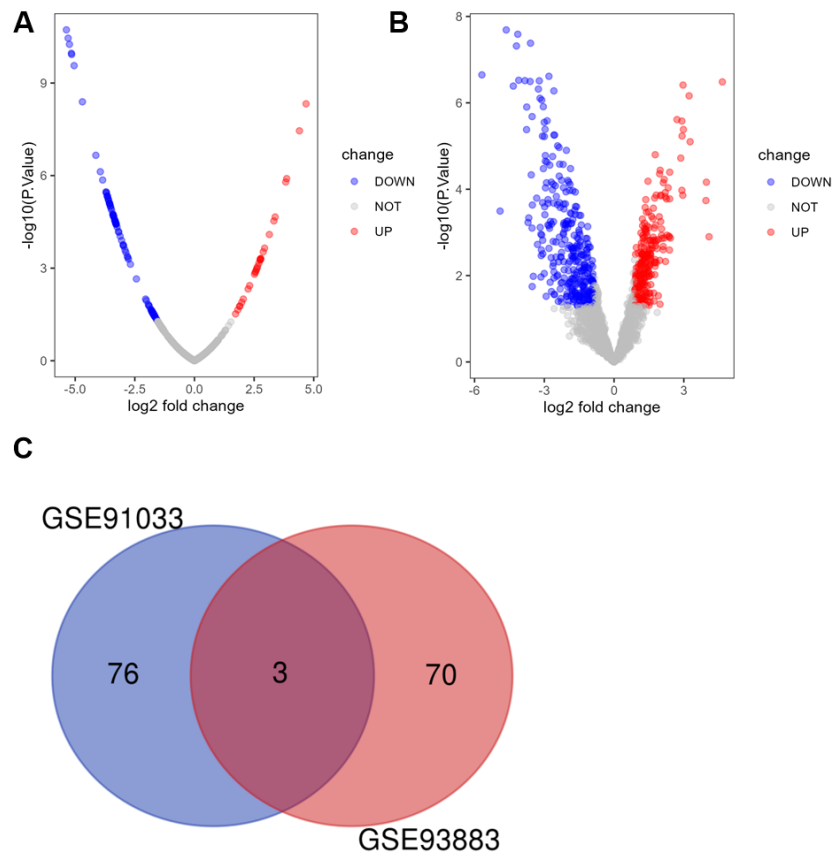 A
B
9
6
3
0
-log10(P.Value)
-5.0
-2.5
0.0
2.5
5.0
log2 fold change
change
DOWN
NOT
UP
8
6
4
2
0
-log10(P.Value)
-6
-3
0
3
log2 fold change
change
DOWN
NOT
UP
C
GSE91033
76
3
70
GSE93883